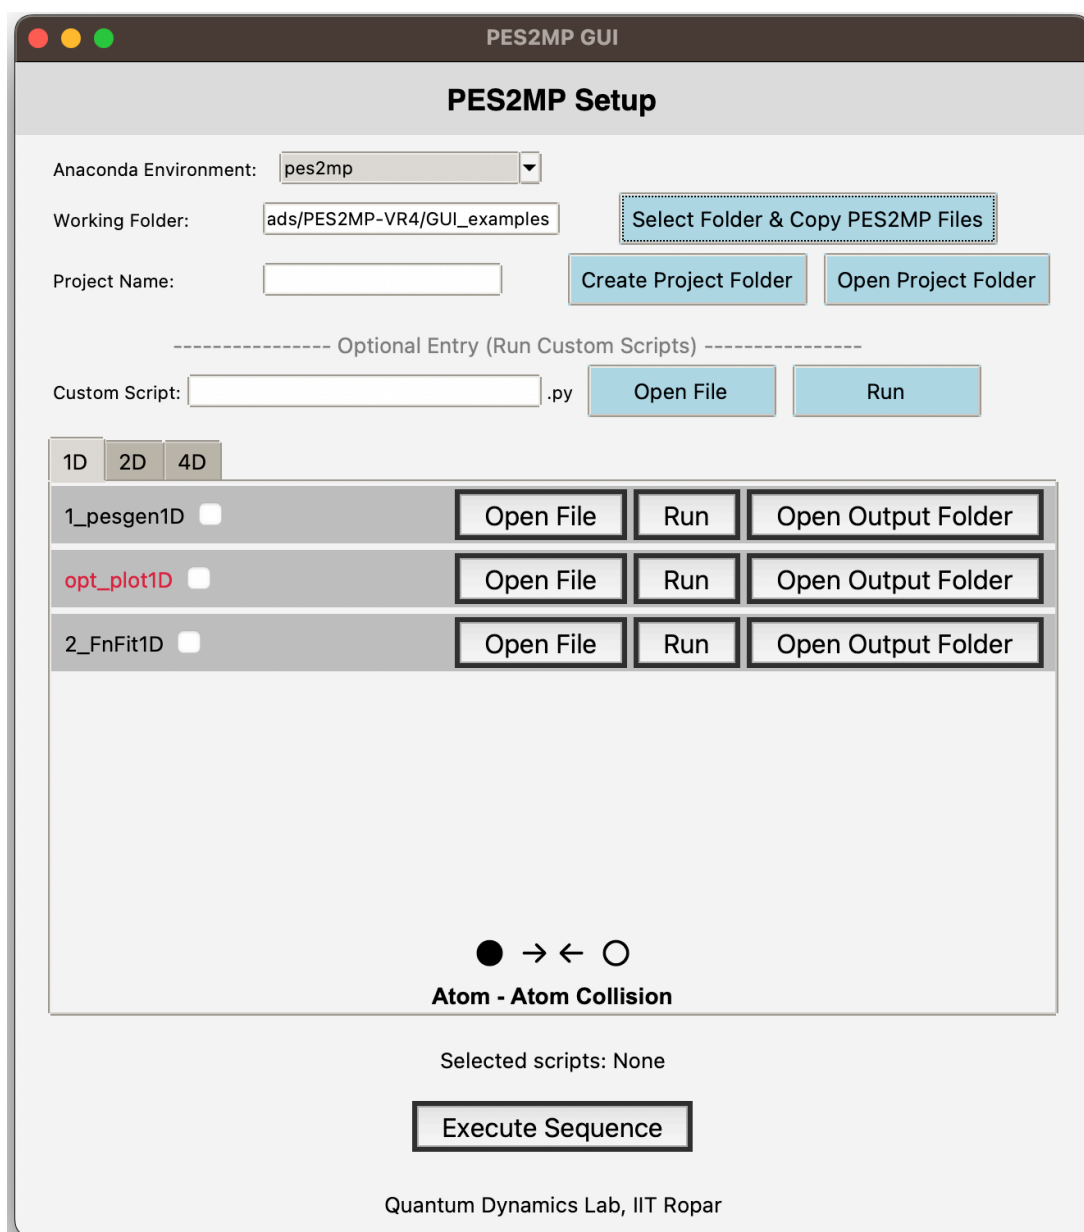 PES2MP GUI
PES2MP Setup
Anaconda Environment: pes2mp
Working Folder: ads/PES2MP-VR4/GUI_examples Select Folder & Copy PES2MP Files
Project Name: Create Project Folder Open Project Folder
---------------- Optional Entry (Run Custom Scripts) ----------------
Custom Script: .py Open File Run
1D 2D 4D
1_pesgen1D Open File Run Open Output Folder
opt_plot1D Open File Run Open Output Folder
2_FnFit1D Open File Run Open Output Folder
Atom - Atom Collision
Selected scripts: None
Execute Sequence
Quantum Dynamics Lab, IIT Ropar